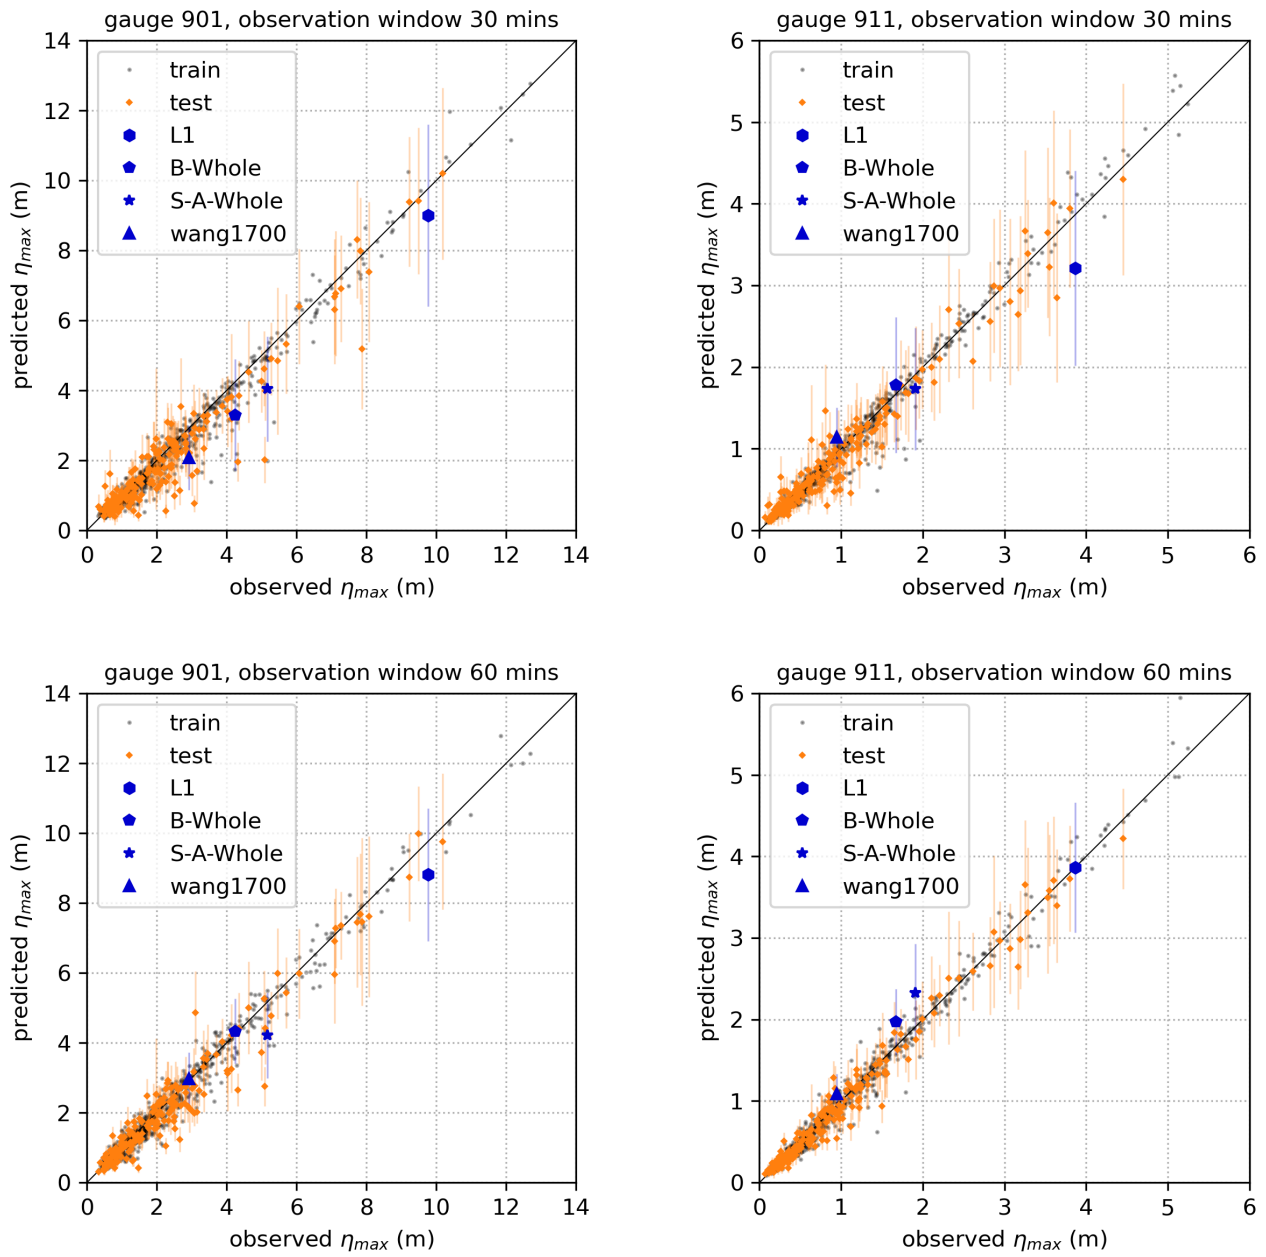 gauge 901, observation window 30 mins
14
12
10
8
6
4
2
0
predicted ηmax (m)
train
test
L1
B-Whole
S-A-Whole
wang1700
0 2 4 6 8 10 12 14
observed ηmax (m)
gauge 911, observation window 30 mins
6
5
4
3
2
1
0
predicted ηmax (m)
train
test
L1
B-Whole
S-A-Whole
wang1700
0 1 2 3 4 5 6
observed ηmax (m)
gauge 901, observation window 60 mins
14
12
10
8
6
4
2
0
predicted ηmax (m)
train
test
L1
B-Whole
S-A-Whole
wang1700
0 2 4 6 8 10 12 14
observed ηmax (m)
gauge 911, observation window 60 mins
6
5
4
3
2
1
0
predicted ηmax (m)
train
test
L1
B-Whole
S-A-Whole
wang1700
0 1 2 3 4 5 6
observed ηmax (m)